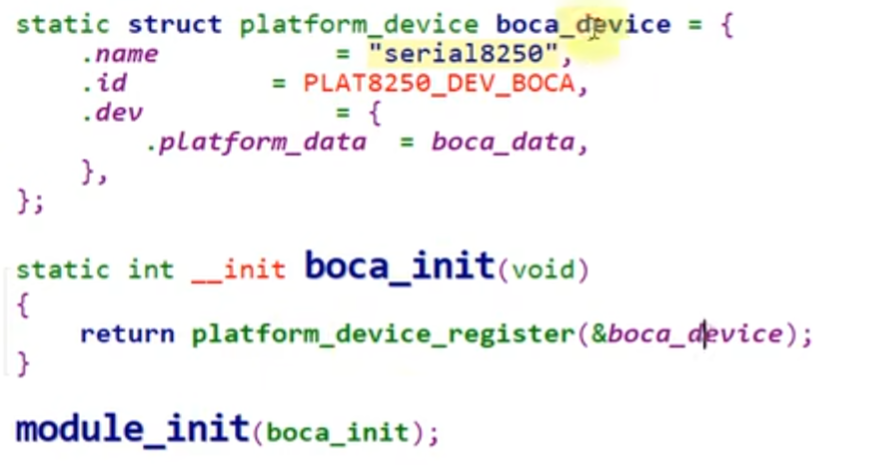 static struct platform_device boca_device = {
    .name            = "serial8250",
    .id         = PLAT8250_DEV_BOCA,
    .dev             = {
        .platform_data  = boca_data,
    },
};
static int __init boca_init(void)
{
    return platform_device_register(&boca_device);
}
module_init(boca_init);